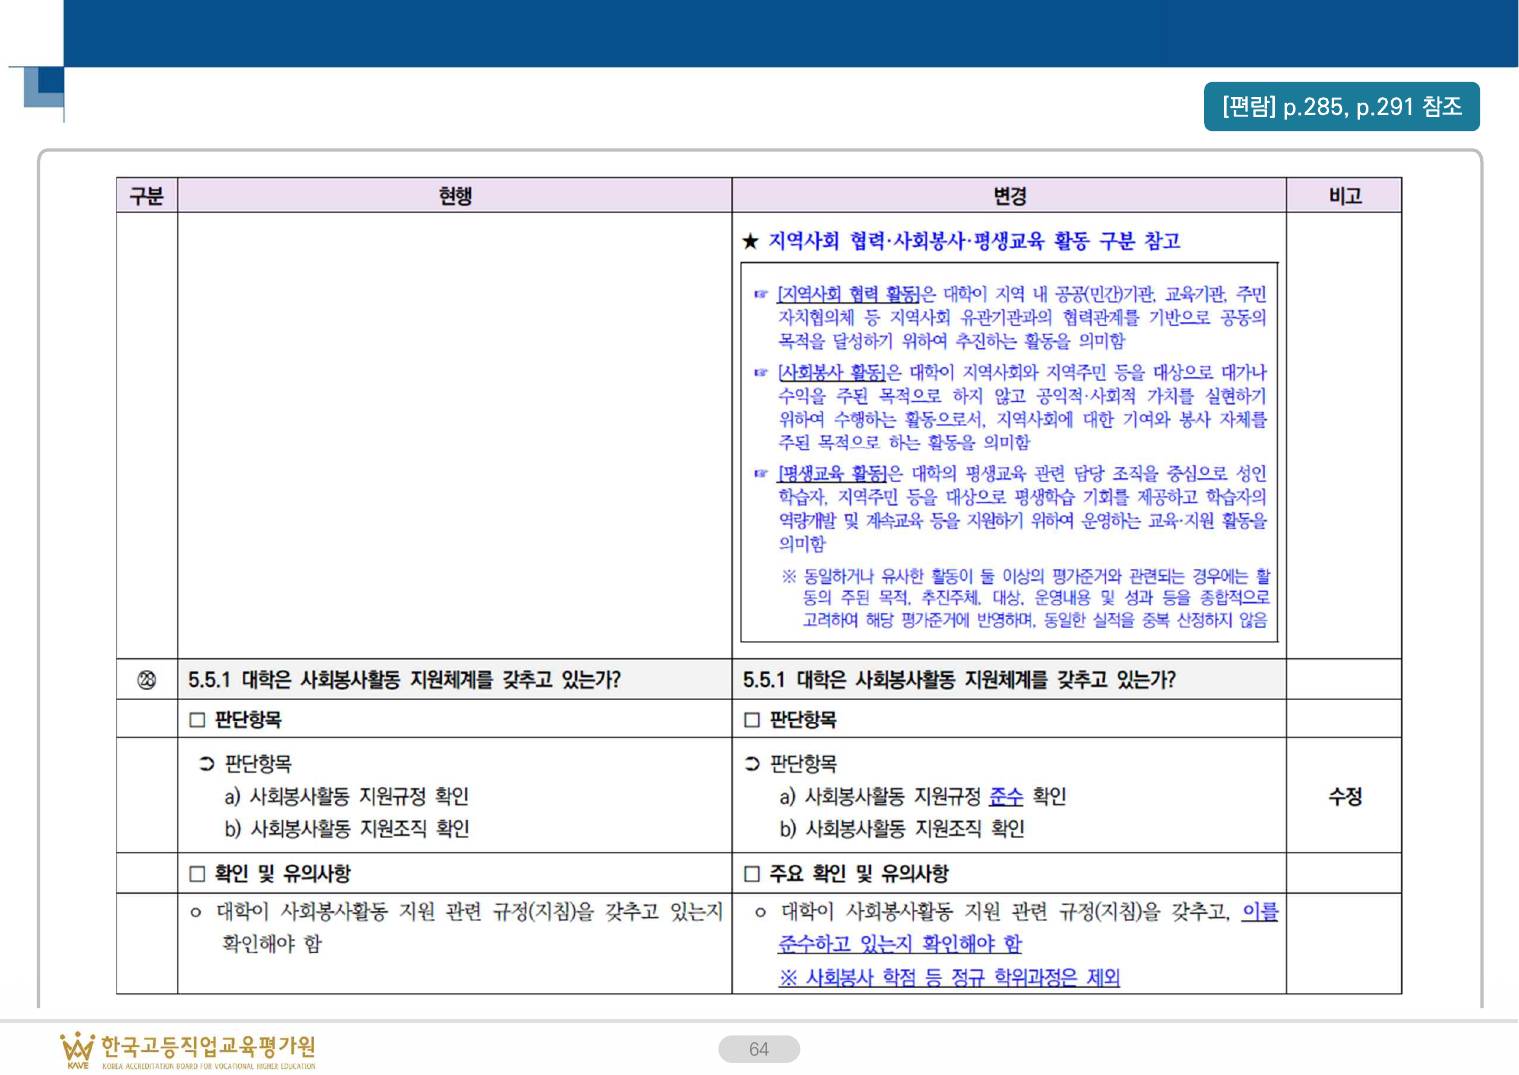 [편람] p.285, p.291 참조
구분 현행 변경 비고
★ 지역사회 협력·사회봉사·평생교육 활동 구분 참고
☞ [지역사회 협력 활동]은 대학이 지역 내 공공(민간)기관, 교육기관, 주민
자치협의체 등 지역사회 유관기관과의 협력관계를 기반으로 공동의
목적을 달성하기 위하여 추진하는 활동을 의미함
☞ [사회봉사 활동]은 대학이 지역사회와 지역주민 등을 대상으로 대가나
수익을 주된 목적으로 하지 않고 공익적·사회적 가치를 실현하기
위하여 수행하는 활동으로서, 지역사회에 대한 기여와 봉사 자체를
주된 목적으로 하는 활동을 의미함
☞ [평생교육 활동]은 대학의 평생교육 관련 담당 조직을 중심으로 성인
학습자, 지역주민 등을 대상으로 평생학습 기회를 제공하고 학습자의
역량개발 및 계속교육 등을 지원하기 위하여 운영하는 교육·지원 활동을
의미함
※ 동일하거나 유사한 활동이 둘 이상의 평가준거와 관련되는 경우에는 활
동의 주된 목적, 추진주체, 대상, 운영내용 및 성과 등을 종합적으로
고려하여 해당 평가준거에 반영하며, 동일한 실적을 중복 산정하지 않음
㉘ 5.5.1 대학은 사회봉사활동 지원체계를 갖추고 있는가? 5.5.1 대학은 사회봉사활동 지원체계를 갖추고 있는가?
□ 판단항목 □ 판단항목
➲ 판단항목
a) 사회봉사활동 지원규정 확인
b) 사회봉사활동 지원조직 확인
➲ 판단항목
a) 사회봉사활동 지원규정 준수 확인
b) 사회봉사활동 지원조직 확인
수정
□ 확인 및 유의사항 □ 주요 확인 및 유의사항
ㅇ 대학이 사회봉사활동 지원 관련 규정(지침)을 갖추고 있는지
확인해야 함
ㅇ 대학이 사회봉사활동 지원 관련 규정(지침)을 갖추고, 이를
준수하고 있는지 확인해야 함
※ 사회봉사 학점 등 정규 학위과정은 제외
KAVE 한국고등직업교육평가원
KOREA ACCREDITATION BOARD FOR VOCATIONAL HIGHER EDUCATION
64